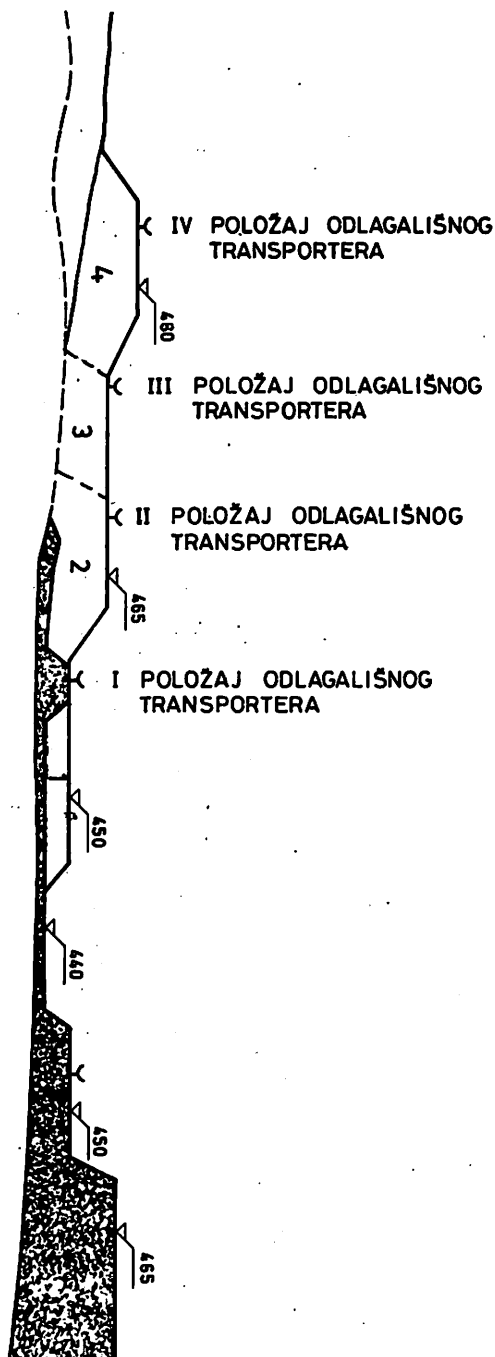 IV POLOŽAJ ODLAGALIŠNOG
TRANSPORTERA
4
480
III POLOŽAJ ODLAGALIŠNOG
TRANSPORTERA
3
II POLOŽAJ ODLAGALIŠNOG
TRANSPORTERA
2
465
I POLOŽAJ ODLAGALIŠNOG
TRANSPORTERA
1
450
440
450
465